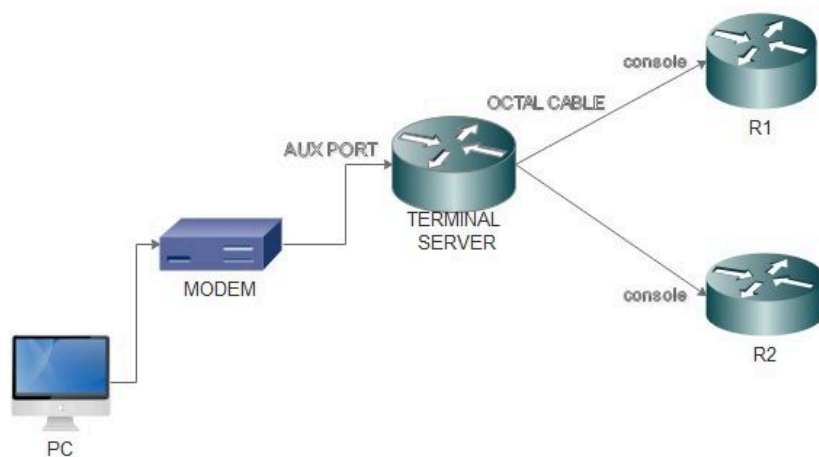 console
OCTAL CABLE
R1
AUX PORT
TERMINAL
SERVER
MODEM
console
R2
PC